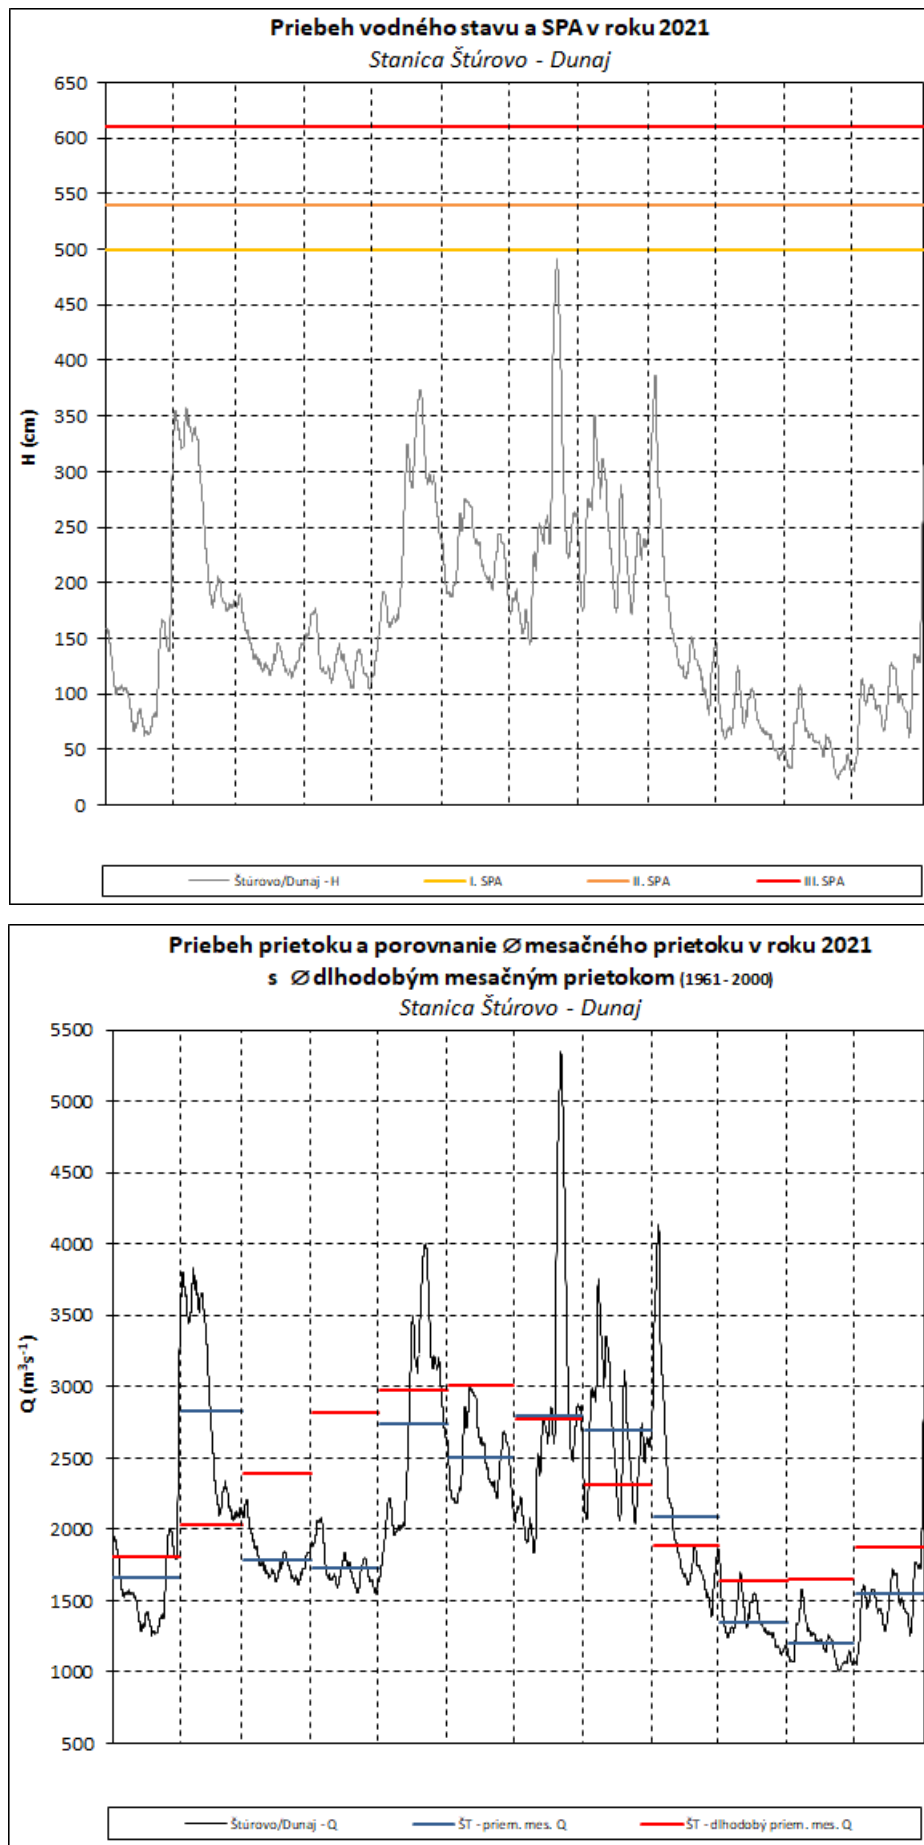 Priebeh vodného stavu a SPA v roku 2021
Stanica Štúrovo - Dunaj
650
600
550
500
450
400
350
300
250
200
150
100
50
0
H (cm)
Štúrovo/Dunaj - H
I. SPA
II. SPA
III. SPA
Priebeh prietoku a porovnanie Ø mesačného prietoku v roku 2021
s Ø dlhodobým mesačným prietokom (1961-2000)
Stanica Štúrovo - Dunaj
5500
5000
4500
4000
3500
3000
2500
2000
1500
1000
500
Q (m³s⁻¹)
Štúrovo/Dunaj - Q
ŠT - priem. mes. Q
ŠT - dlhodobý priem. mes. Q